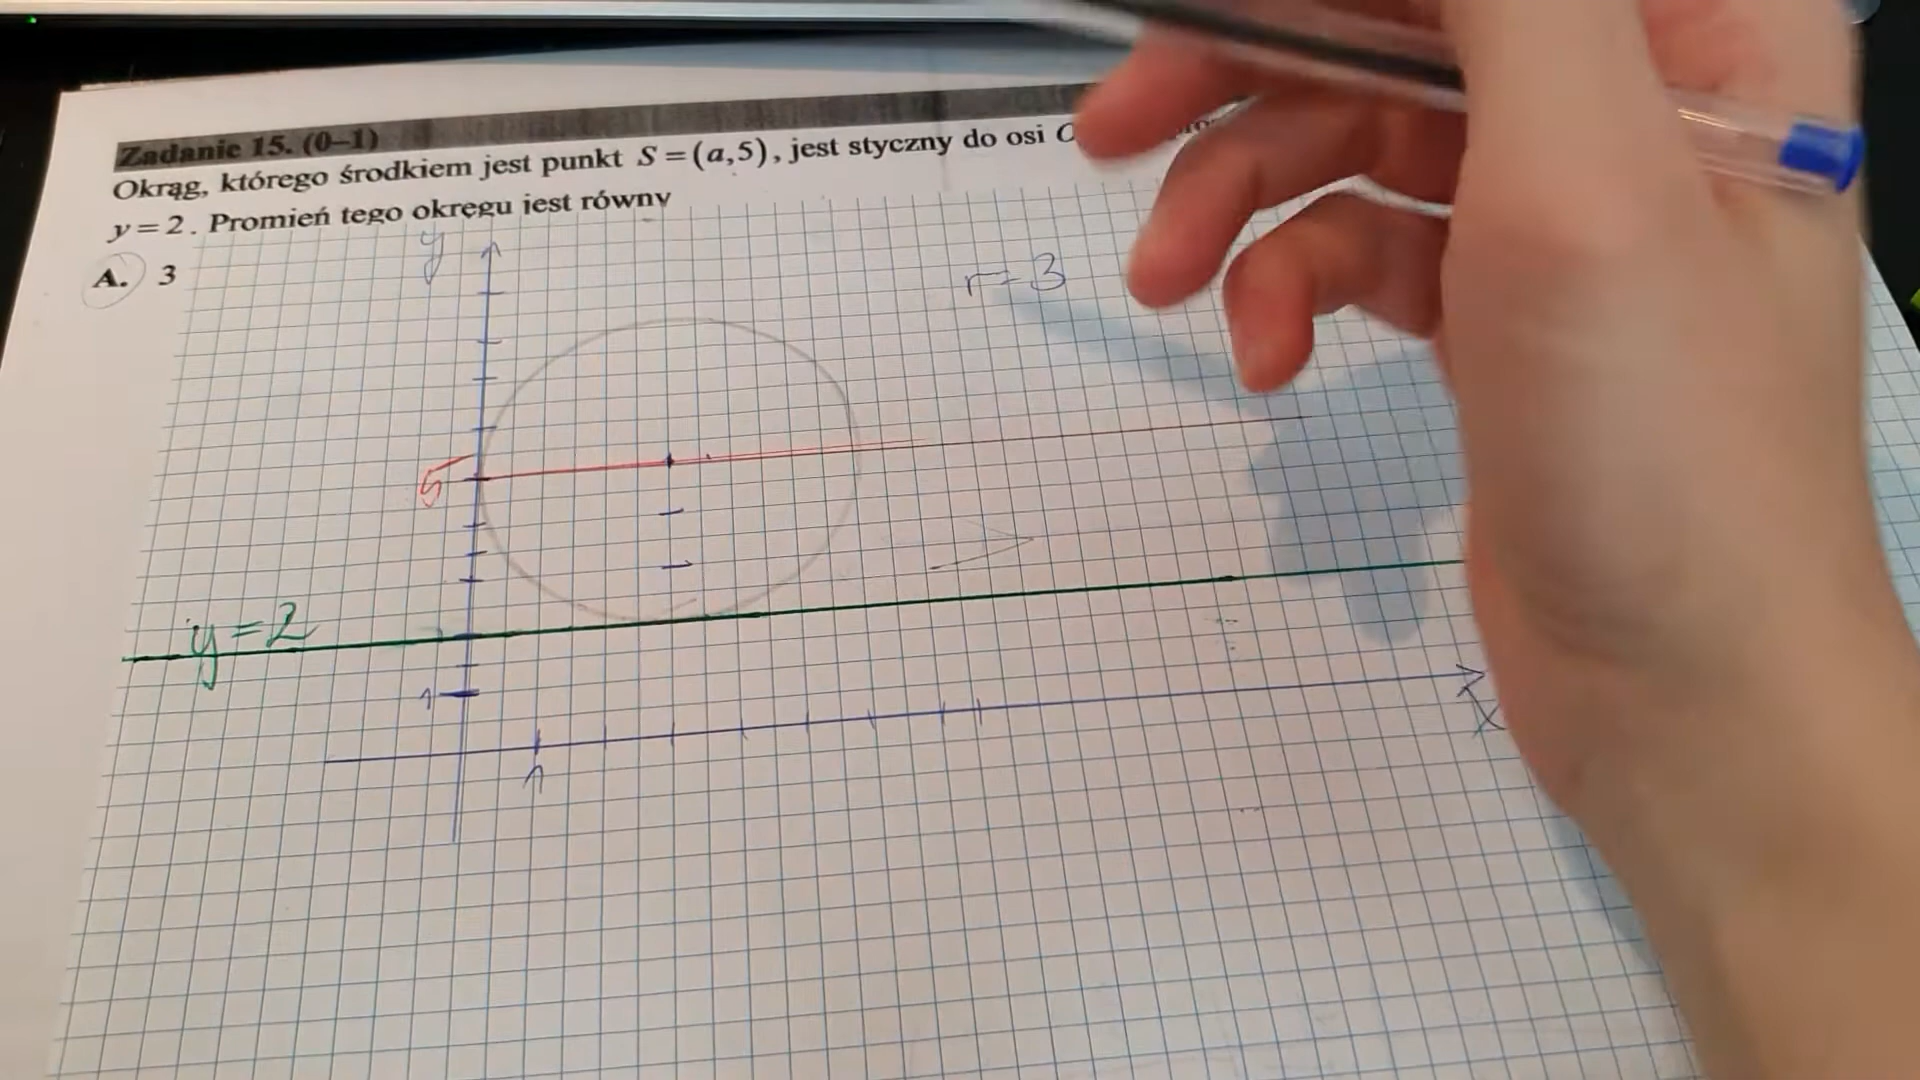 Zadanie 15. (0–1)
Okrąg, którego środkiem jest punkt S = (a,5), jest styczny do osi
y = 2. Promień tego okręgu jest równy
A. 3
y
r = 3
5
y = 2
1
1
x